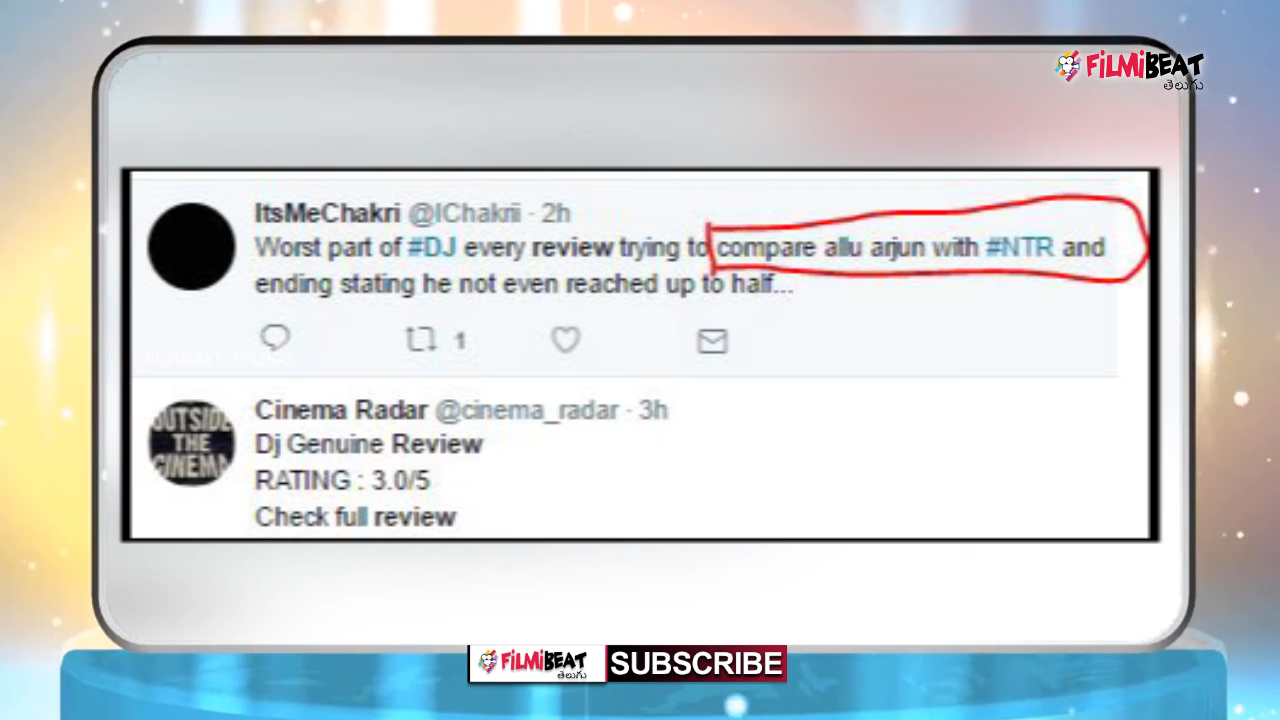 FiLMiBEAT
తెలుగు
ItsMeChakri @IChakrii · 2h
Worst part of #DJ every review trying to compare allu arjun with #NTR and
ending stating he not even reached up to half...
1
Cinema Radar @cinema_radar · 3h
OUTSIDE
THE
CINEMA
Dj Genuine Review
RATING : 3.0/5
Check full review
FiLMiBEAT
తెలుగు
SUBSCRIBE